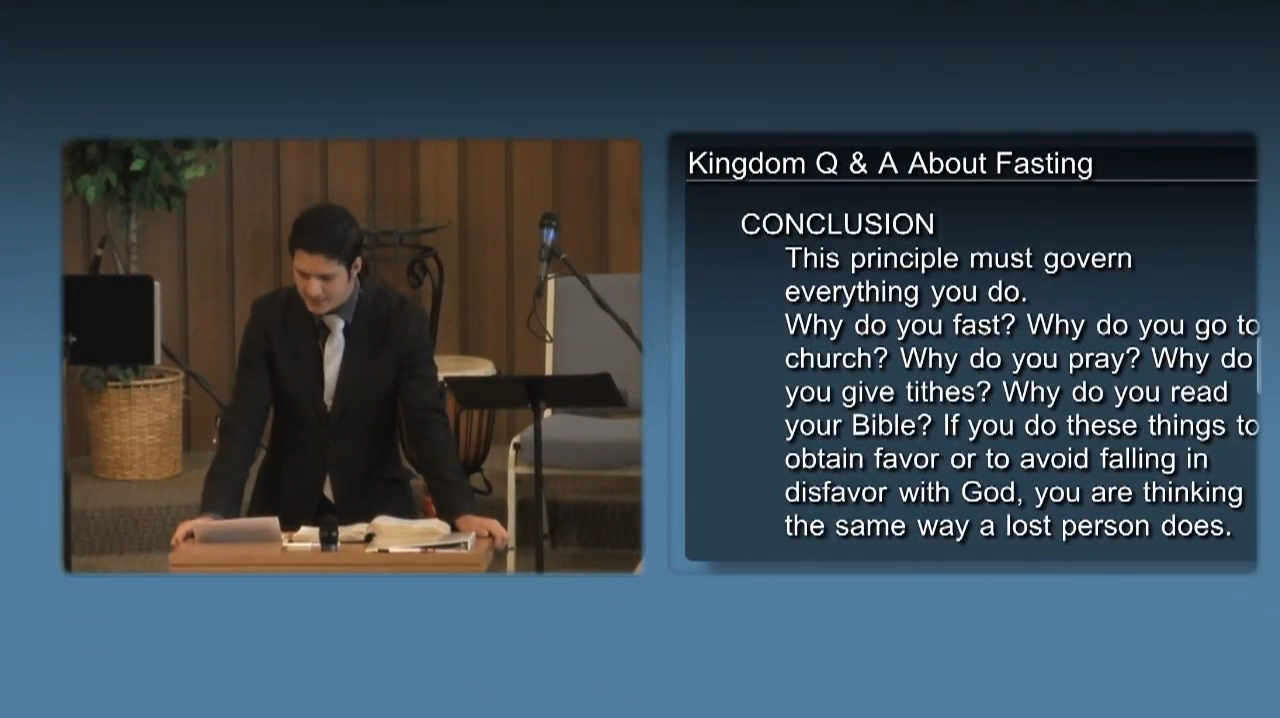 Kingdom Q & A About Fasting
CONCLUSION
This principle must govern
everything you do.
Why do you fast? Why do you go to
church? Why do you pray? Why do
you give tithes? Why do you read
your Bible? If you do these things to
obtain favor or to avoid falling in
disfavor with God, you are thinking
the same way a lost person does.